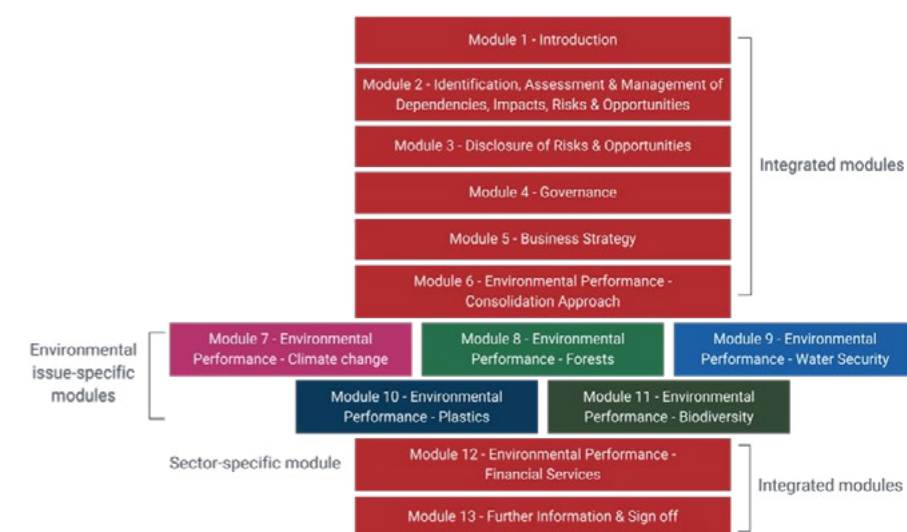 Module 1 - Introduction
Module 2 - Identification, Assessment & Management of
Dependencies, Impacts, Risks & Opportunities
Module 3 - Disclosure of Risks & Opportunities
Integrated modules
Module 4 - Governance
Module 5 - Business Strategy
Module 6 - Environmental Performance -
Consolidation Approach
Environmental
issue-specific
modules
Module 7 - Environmental
Performance - Climate change
Module 8 - Environmental
Performance - Forests
Module 9 - Environmental
Performance - Water Security
Module 10 - Environmental
Performance - Plastics
Module 11 - Environmental
Performance - Biodiversity
Sector-specific module
Module 12 - Environmental Performance -
Financial Services
Integrated modules
Module 13 - Further Information & Sign off